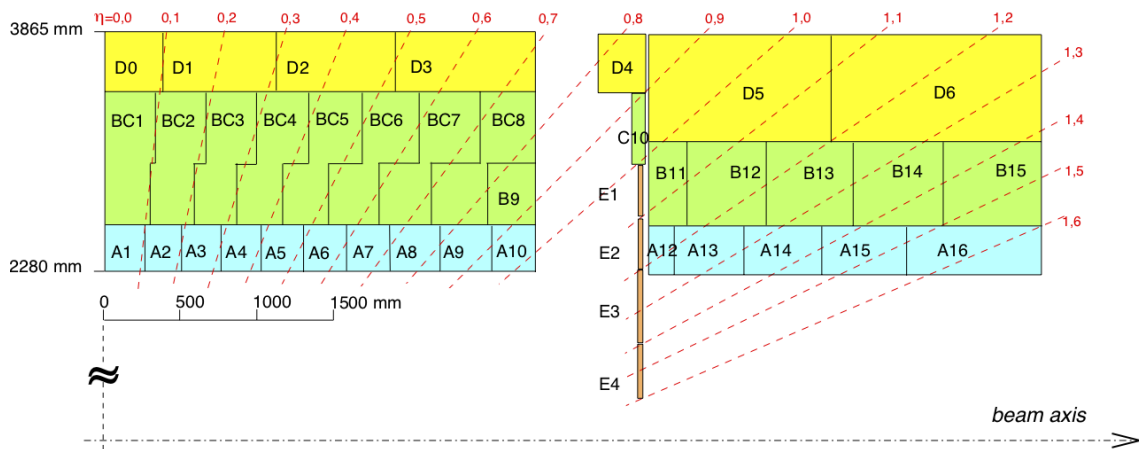 3865 mm η=0,0 0,1 0,2 0,3 0,4 0,5 0,6 0,7 0,8 0,9 1,0 1,1 1,2
1,3
D0 D1 D2 D3 D4 D5 D6
BC1 BC2 BC3 BC4 BC5 BC6 BC7 BC8 C10 1,4
B11 B12 B13 B14 B15 1,5
B9 E1
1,6
A1 A2 A3 A4 A5 A6 A7 A8 A9 A10 E2 A12 A13 A14 A15 A16
2280 mm
0 500 1000 1500 mm E3
E4
beam axis